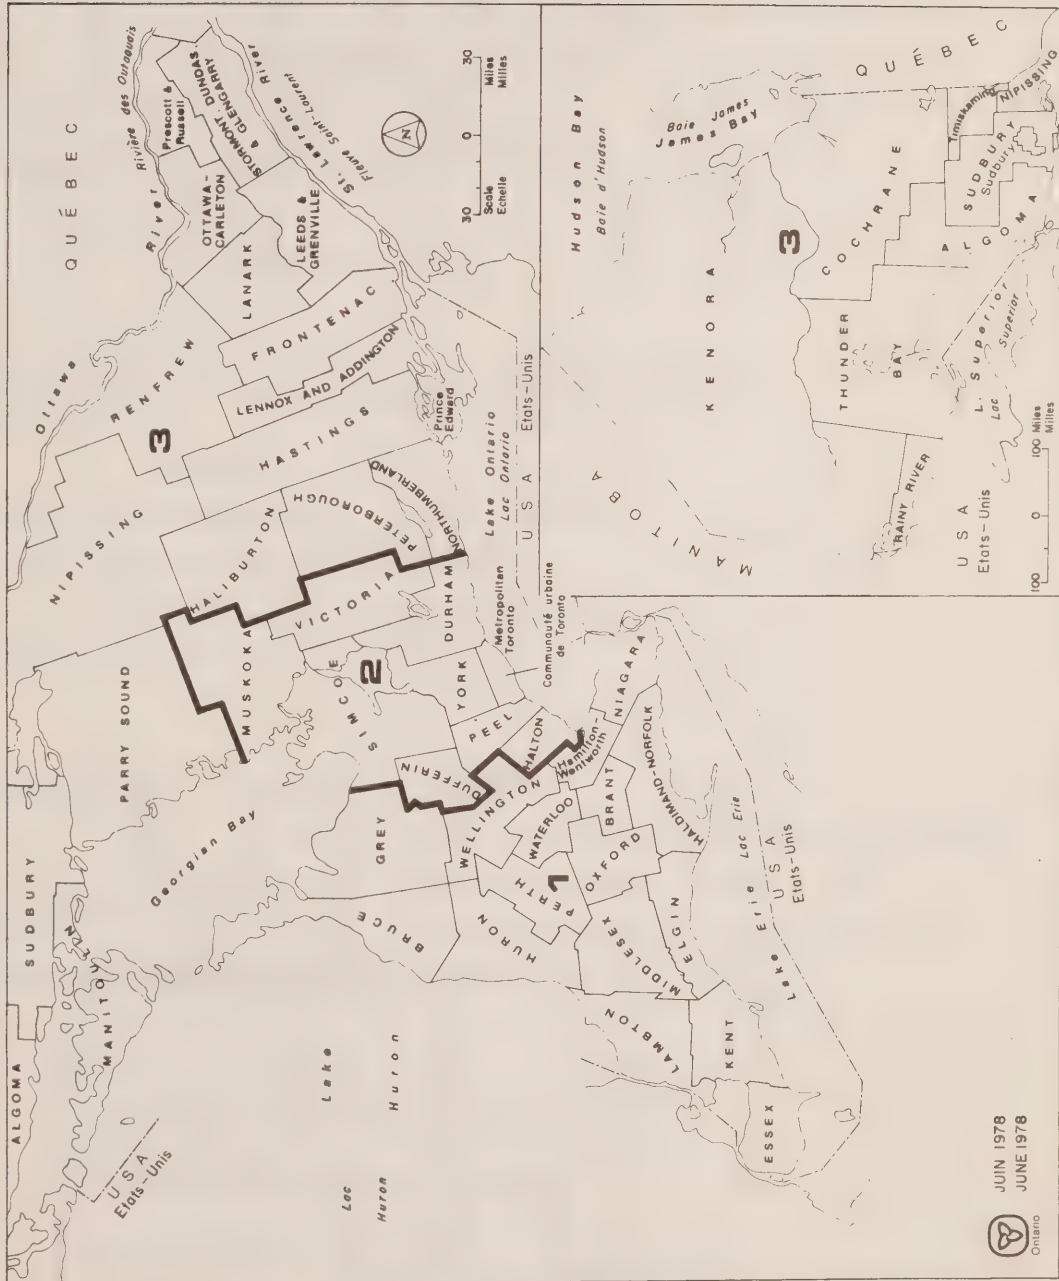 QUÉBEC
Rivière des Outaouais
Ottawa River
Prescott &
Russell
STORMONT DUNDAS
& GLENGARRY
OTTAWA-
CARLETON
LEEDS &
GRENVILLE
St. Lawrence River
Fleuve Saint-Laurent
LANARK
RENFREW
FRONTENAC
LENNOX AND ADDINGTON
HASTINGS
Prince
Edward
3
NIPISSING
HALIBURTON
PETERBOROUGH
NORTHUMBERLAND
VICTORIA
DURHAM
MUSKOKA
PARRY SOUND
SIMCOE
2
YORK
PEEL
HALTON
DUFFERIN
Metropolitan
Toronto
Communauté urbaine
de Toronto
Hamilton-
Wentworth
NIAGARA
HALDIMAND-NORFOLK
BRANT
WATERLOO
WELLINGTON
GREY
BRUCE
HURON
PERTH
1
OXFORD
MIDDLESEX
ELGIN
LAMBTON
KENT
ESSEX
SUDBURY
MANITOULIN
ALGOMA
Georgian Bay
Lake
Huron
Lac
Huron
USA
Etats-Unis
Lake Erie
Lac Erie
USA
Etats-Unis
Lake Ontario
Lac Ontario
USA
Etats-Unis
N
30 0 30
Scale Miles
Echelle Milles
Hudson Bay
Baie d'Hudson
Baie James
James Bay
QUÉBEC
MANITOBA
KENORA
3
COCHRANE
Timiskaming
NIPISSING
SUDBURY
Sudbury
ALGOMA
THUNDER
BAY
RAINY RIVER
L. Superior
Lac Superior
USA
Etats-Unis
100 0 100 Miles
Milles
Ontario
JUIN 1978
JUNE 1978